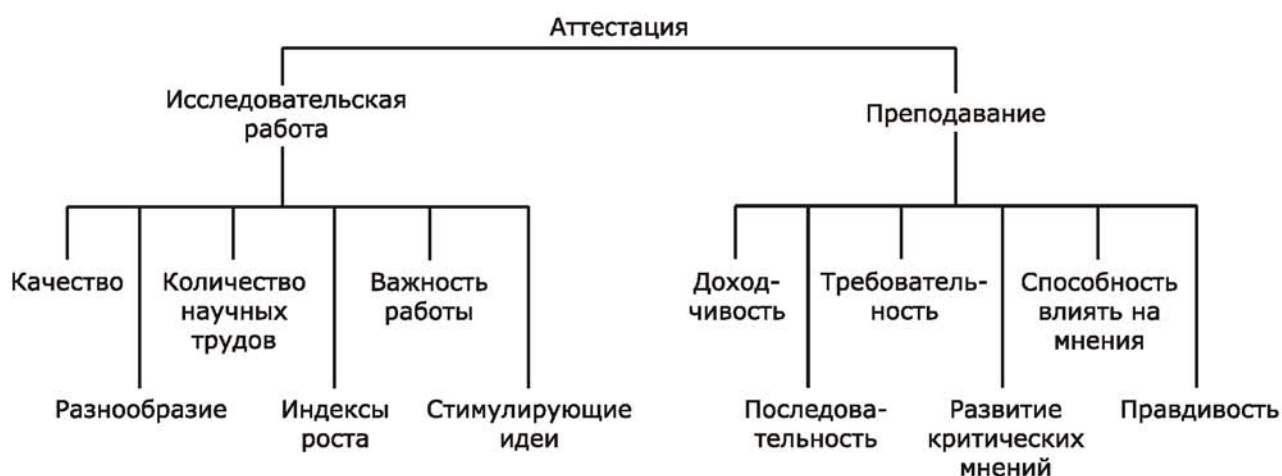 Аттестация
Исследовательская
работа
Преподавание
Качество
Количество
научных
трудов
Важность
работы
Доход-
чивость
Требователь-
ность
Способность
влиять на
мнения
Разнообразие
Индексы
роста
Стимулирующие
идеи
Последова-
тельность
Развитие
критических
мнений
Правдивость